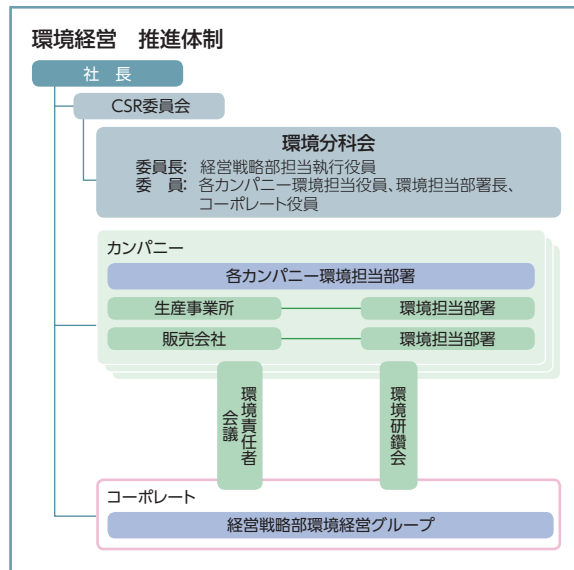 環境経営　推進体制
社　長
CSR委員会
環境分科会
委員長：経営戦略部担当執行役員
委　員：各カンパニー環境担当役員、環境担当部署長、
コーポレート役員
カンパニー
各カンパニー環境担当部署
生産事業所
環境担当部署
販売会社
環境担当部署
環境責任者
会議
環境研鑽会
コーポレート
経営戦略部環境経営グループ